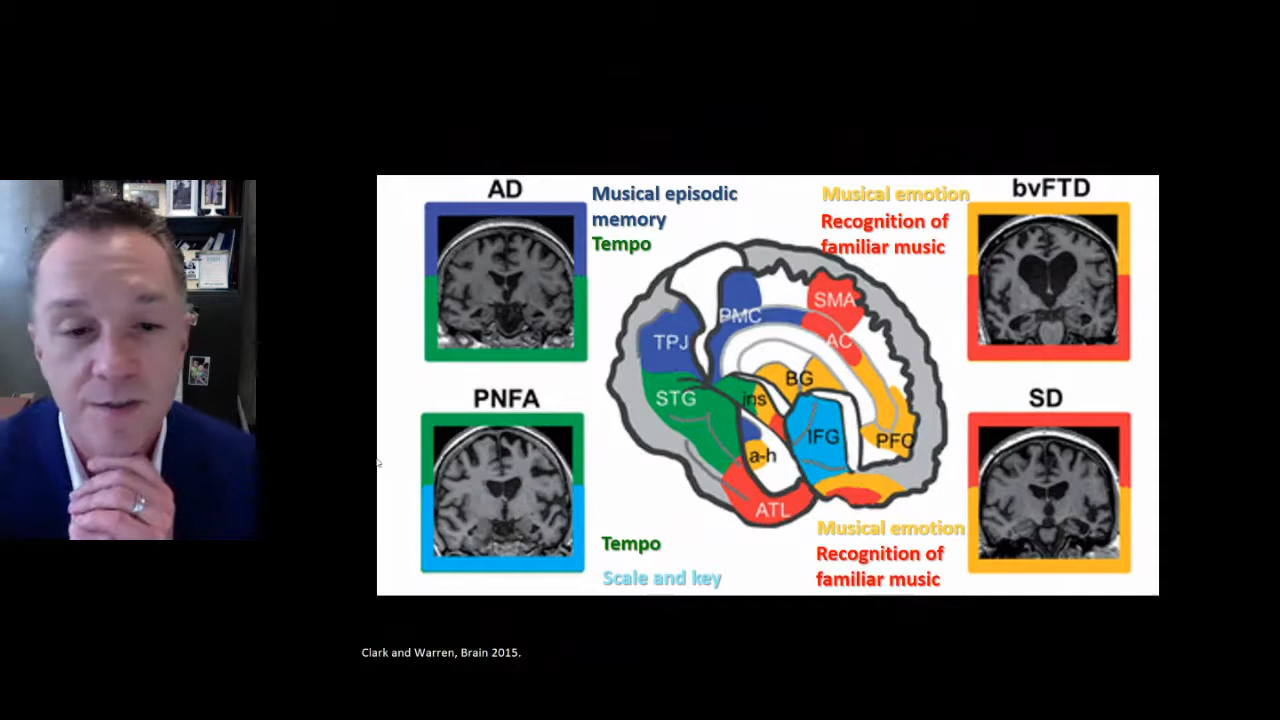 AD
Musical episodic
memory
Tempo
Musical emotion
Recognition of
familiar music
bvFTD
SMA
PMC
AC
TPJ
BG
STG
ins
IFG
PFC
a-h
ATL
PNFA
SD
Tempo
Scale and key
Musical emotion
Recognition of
familiar music
Clark and Warren, Brain 2015.